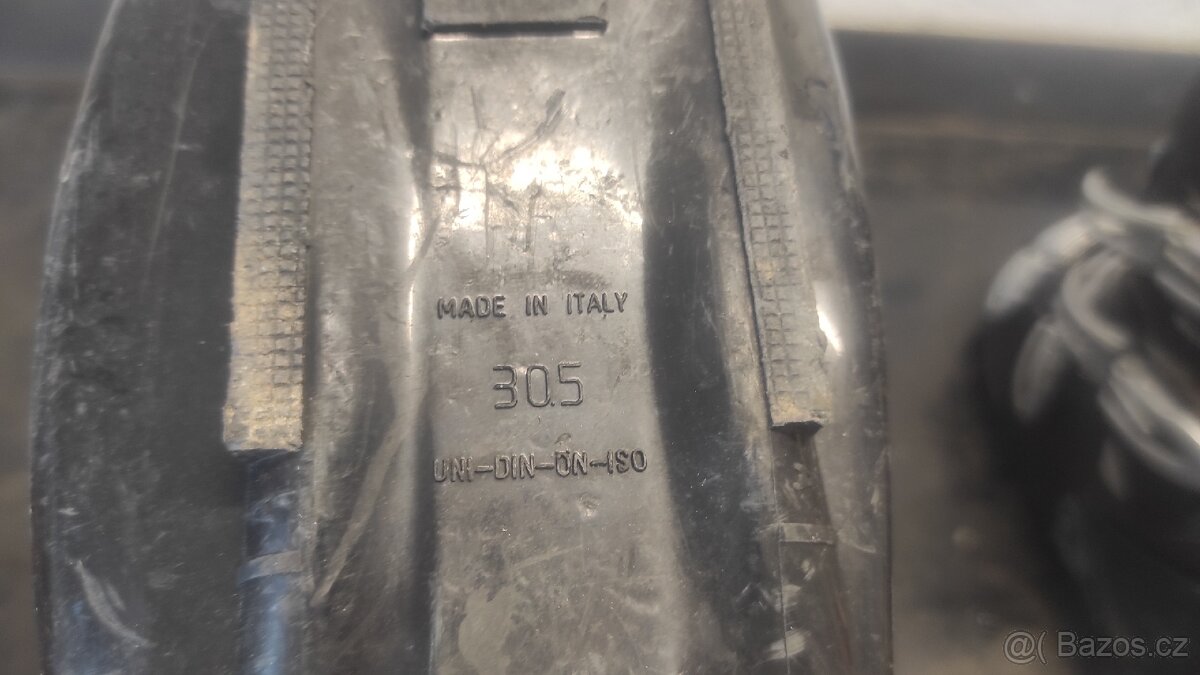 MADE IN ITALY
30.5
UNI-DIN-ÖN-ISO
@( Bazos.cz